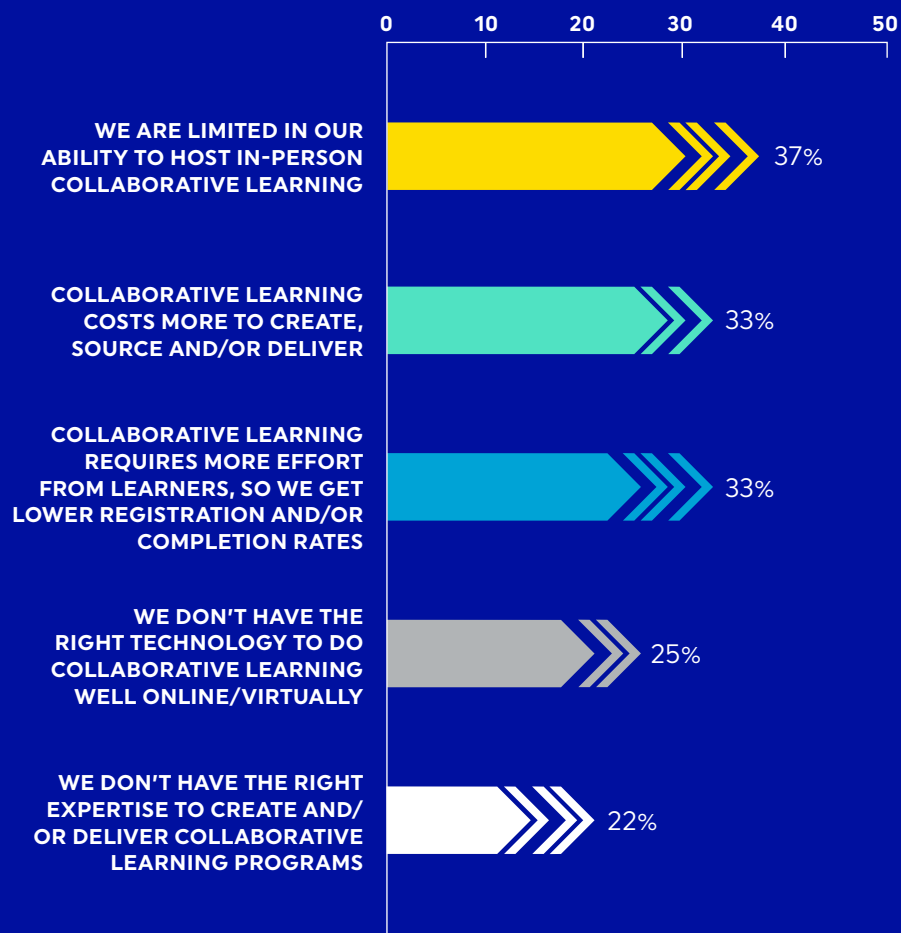 0 10 20 30 40 50
WE ARE LIMITED IN OUR
ABILITY TO HOST IN-PERSON
COLLABORATIVE LEARNING
37%
COLLABORATIVE LEARNING
COSTS MORE TO CREATE,
SOURCE AND/OR DELIVER
33%
COLLABORATIVE LEARNING
REQUIRES MORE EFFORT
FROM LEARNERS, SO WE GET
LOWER REGISTRATION AND/OR
COMPLETION RATES
33%
WE DON'T HAVE THE
RIGHT TECHNOLOGY TO DO
COLLABORATIVE LEARNING
WELL ONLINE/VIRTUALLY
25%
WE DON'T HAVE THE RIGHT
EXPERTISE TO CREATE AND/
OR DELIVER COLLABORATIVE
LEARNING PROGRAMS
22%